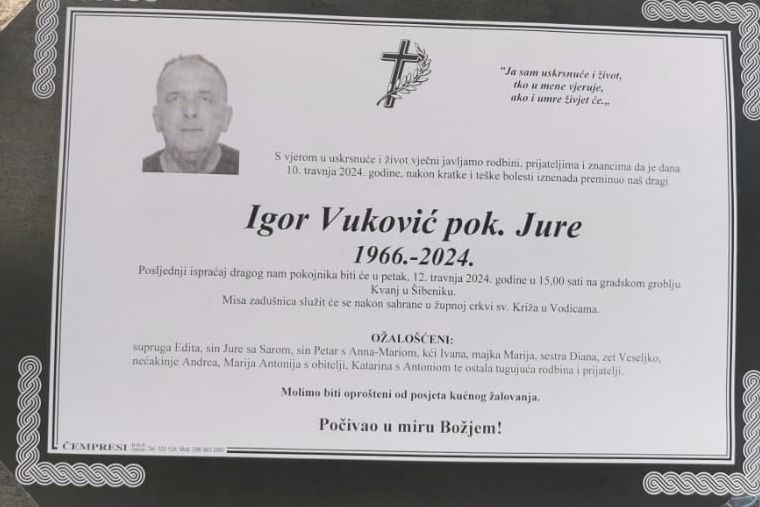 "Ja sam uskrsnuće i život,
tko u mene vjeruje,
ako i umre živjet će.„
S vjerom u uskrsnuće i život vječni javljamo rodbini, prijateljima i znancima da je dana
10. travnja 2024. godine, nakon kratke i teške bolesti iznenada preminuo naš dragi
Igor Vuković pok. Jure
1966.-2024.
Posljednji ispraćaj dragog nam pokojnika biti će u petak, 12. travnja 2024. godine u 15,00 sati na gradskom groblju
Kvanj u Šibeniku.
Misa zadušnica služit će se nakon sahrane u župnoj crkvi sv. Križa u Vodicama.
OŽALOŠĆENI:
supruga Edita, sin Jure sa Sarom, sin Petar s Anna-Mariom, kći Ivana, majka Marija, sestra Diana, zet Veseljko,
nećakinje Andrea, Marija Antonija s obitelji, Katarina s Antoniom te ostala tugujuća rodbina i prijatelji.
Molimo biti oprošteni od posjeta kućnog žalovanja.
Počivao u miru Božjem!
ČEMPRESI